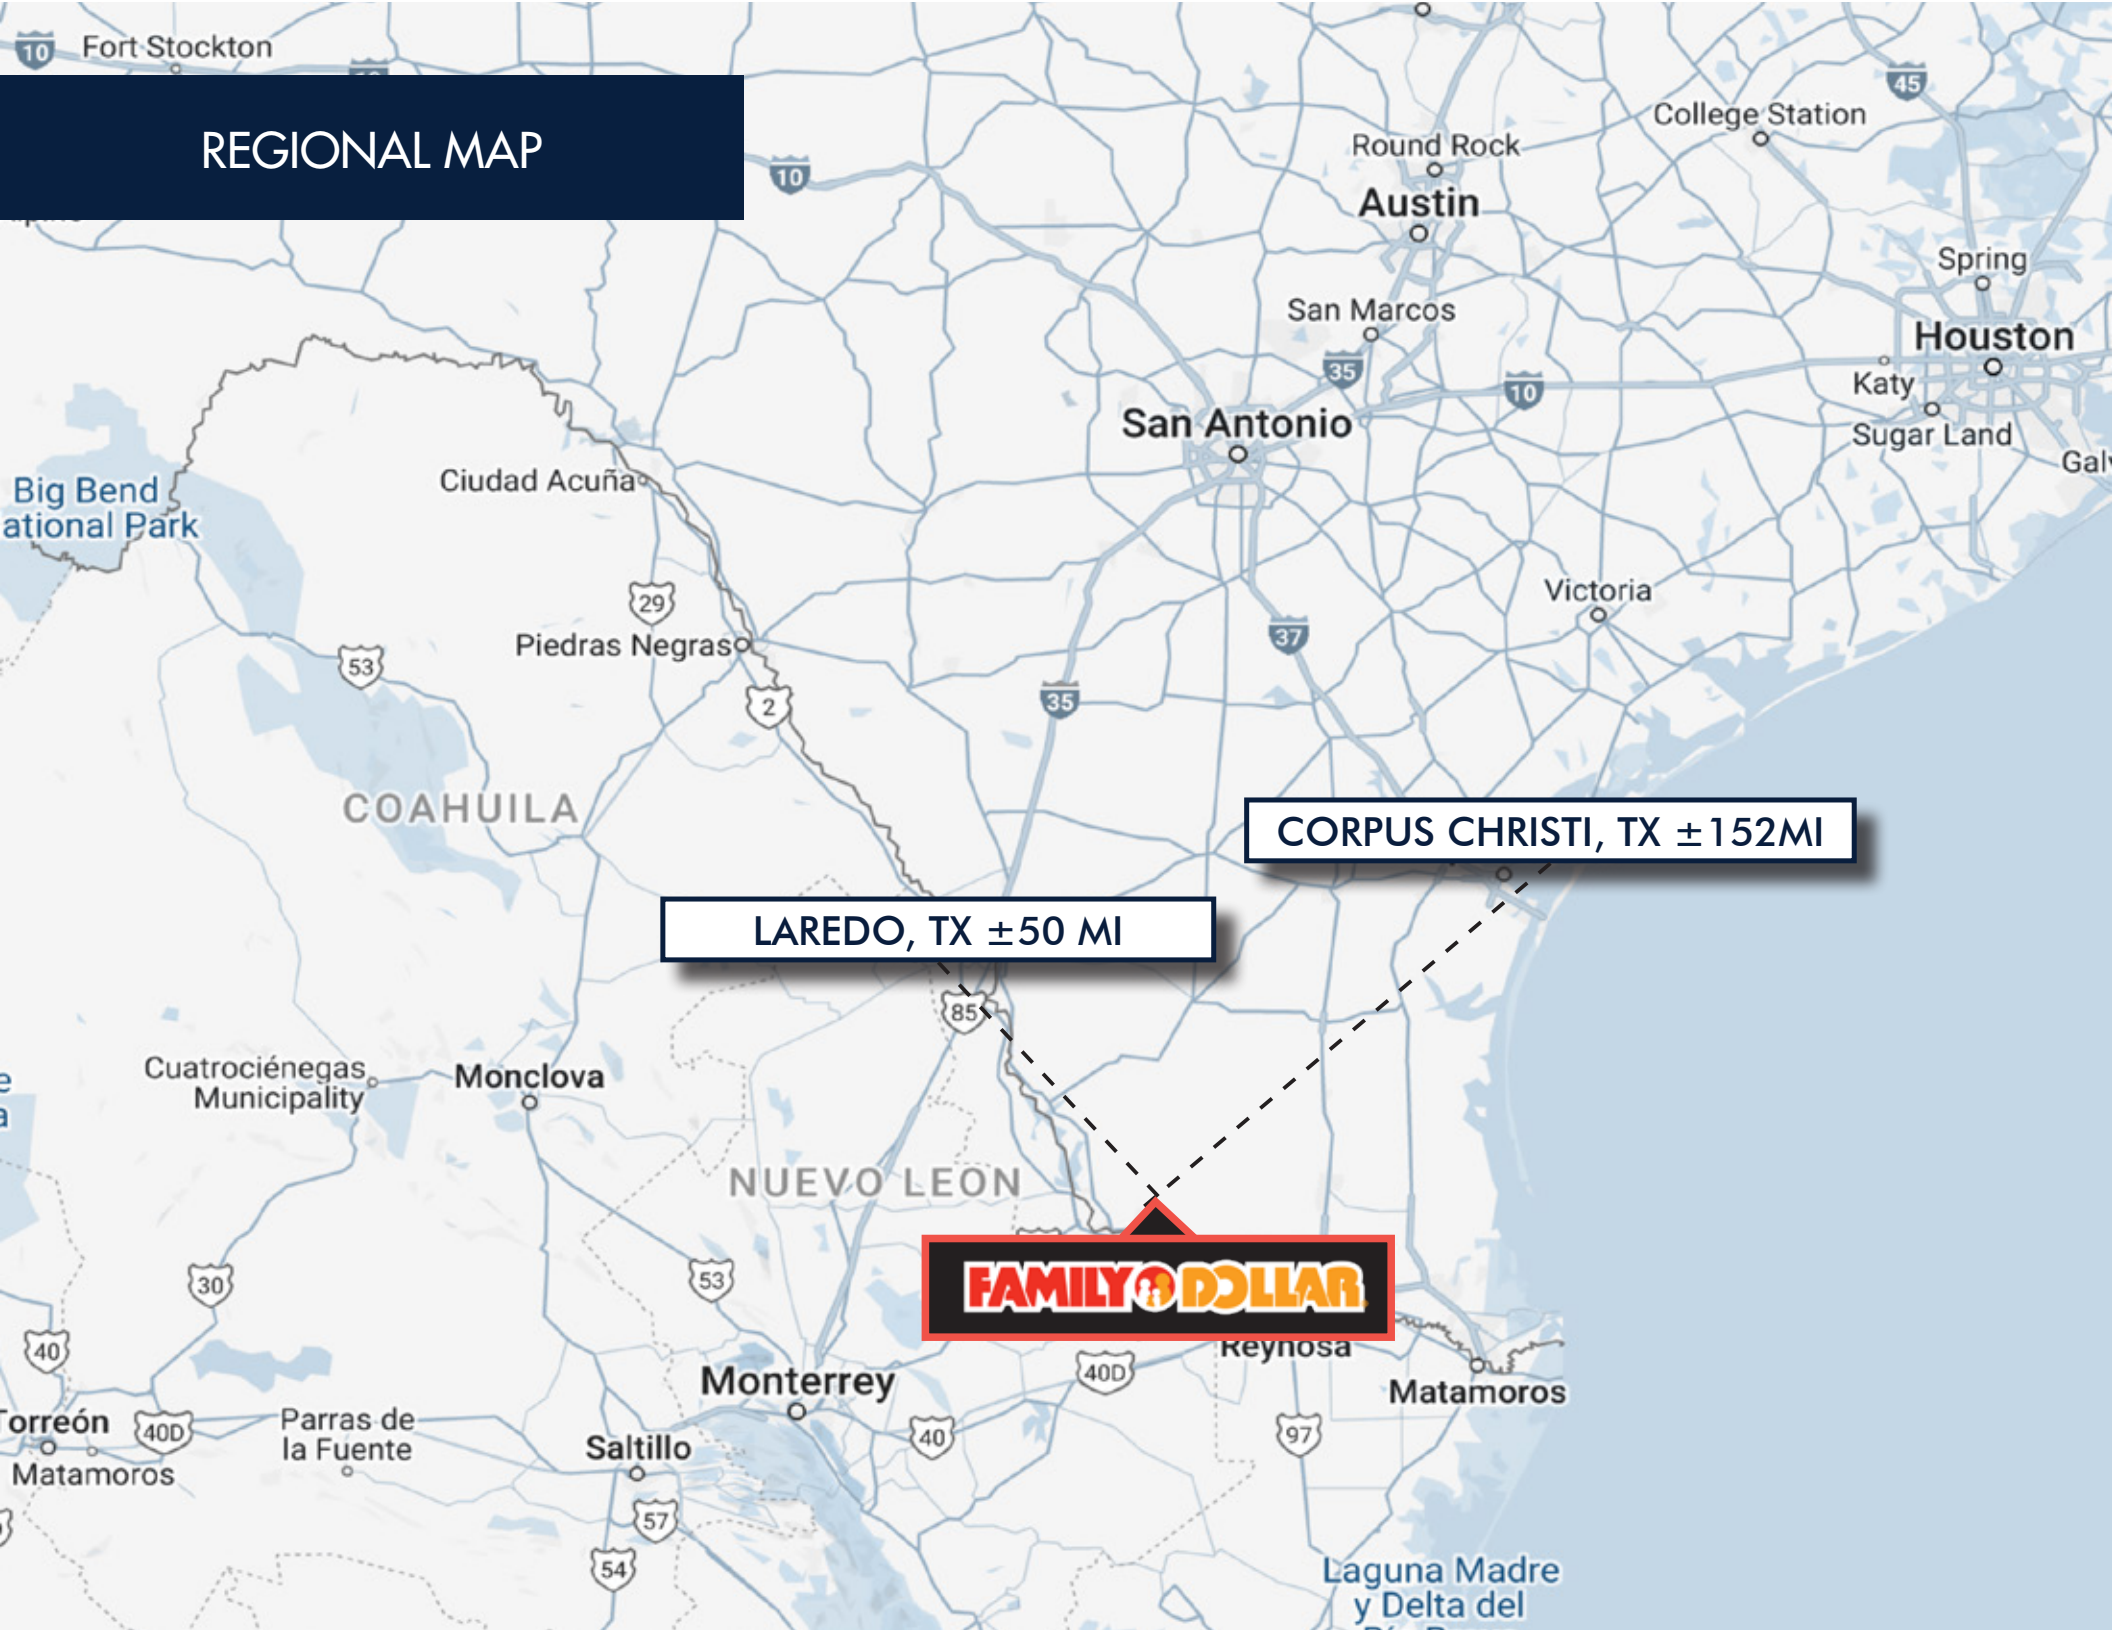 10
Fort Stockton
REGIONAL MAP
10
45
College Station
Round Rock
Austin
Spring
San Marcos
Houston
35
10
Katy
San Antonio
Sugar Land
Ciudad Acuña
Big Bend
ational Park
29
Victoria
37
Piedras Negras
53
2
35
COAHUILA
CORPUS CHRISTI, TX ±152MI
LAREDO, TX ±50 MI
85
Cuatrociénegas
Municipality
Monclova
NUEVO LEON
53
30
FAMILY DOLLAR
40
Reynosa
40D
Monterrey
Matamoros
Torreón
40D
Parras de
la Fuente
40
97
Saltillo
Matamoros
57
54
Laguna Madre
y Delta del